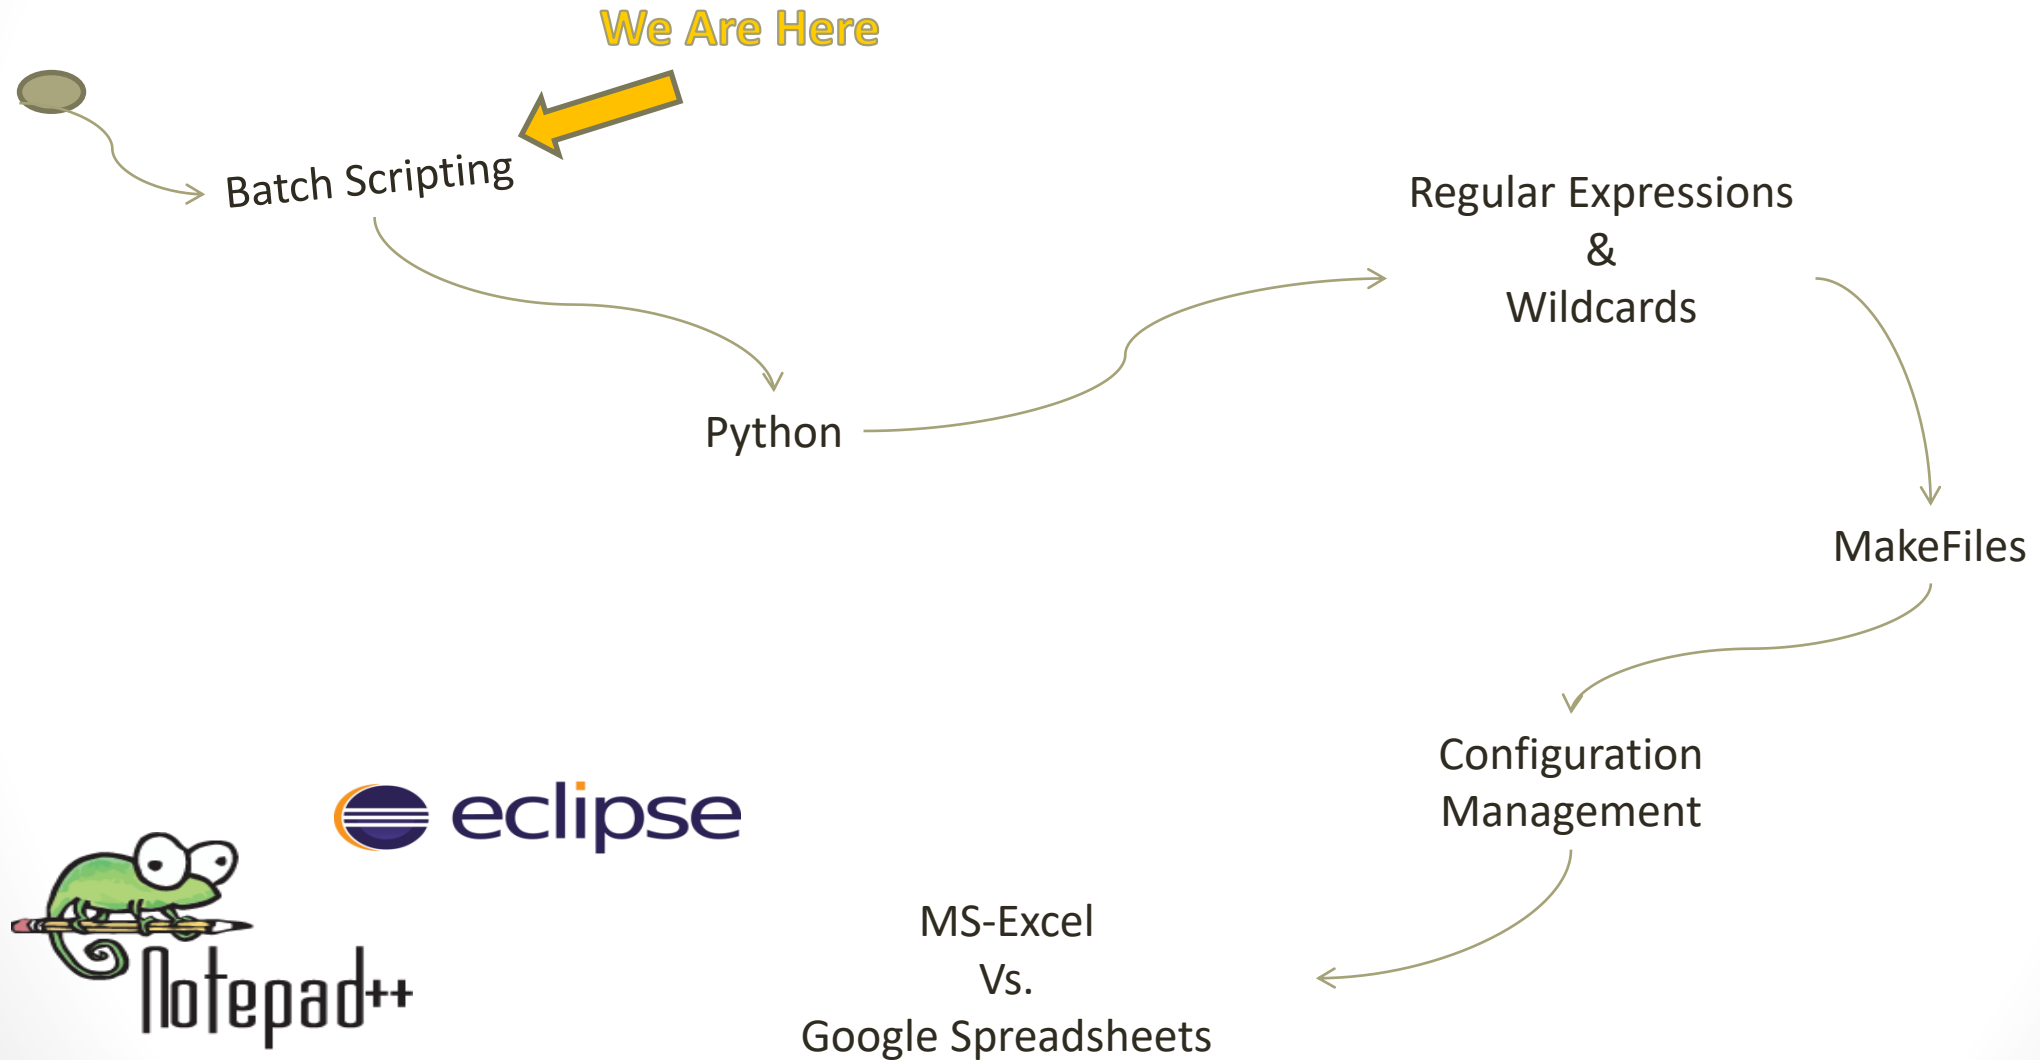 We Are Here
Batch Scripting
Python
Regular Expressions
&
Wildcards
MakeFiles
Configuration
Management
MS-Excel
Vs.
Google Spreadsheets
eclipse
Notepad++